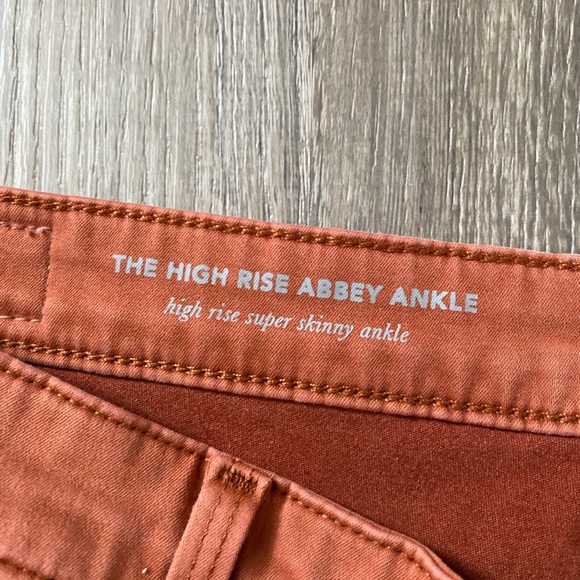 THE HIGH RISE ABBEY ANKLE
high rise super skinny ankle